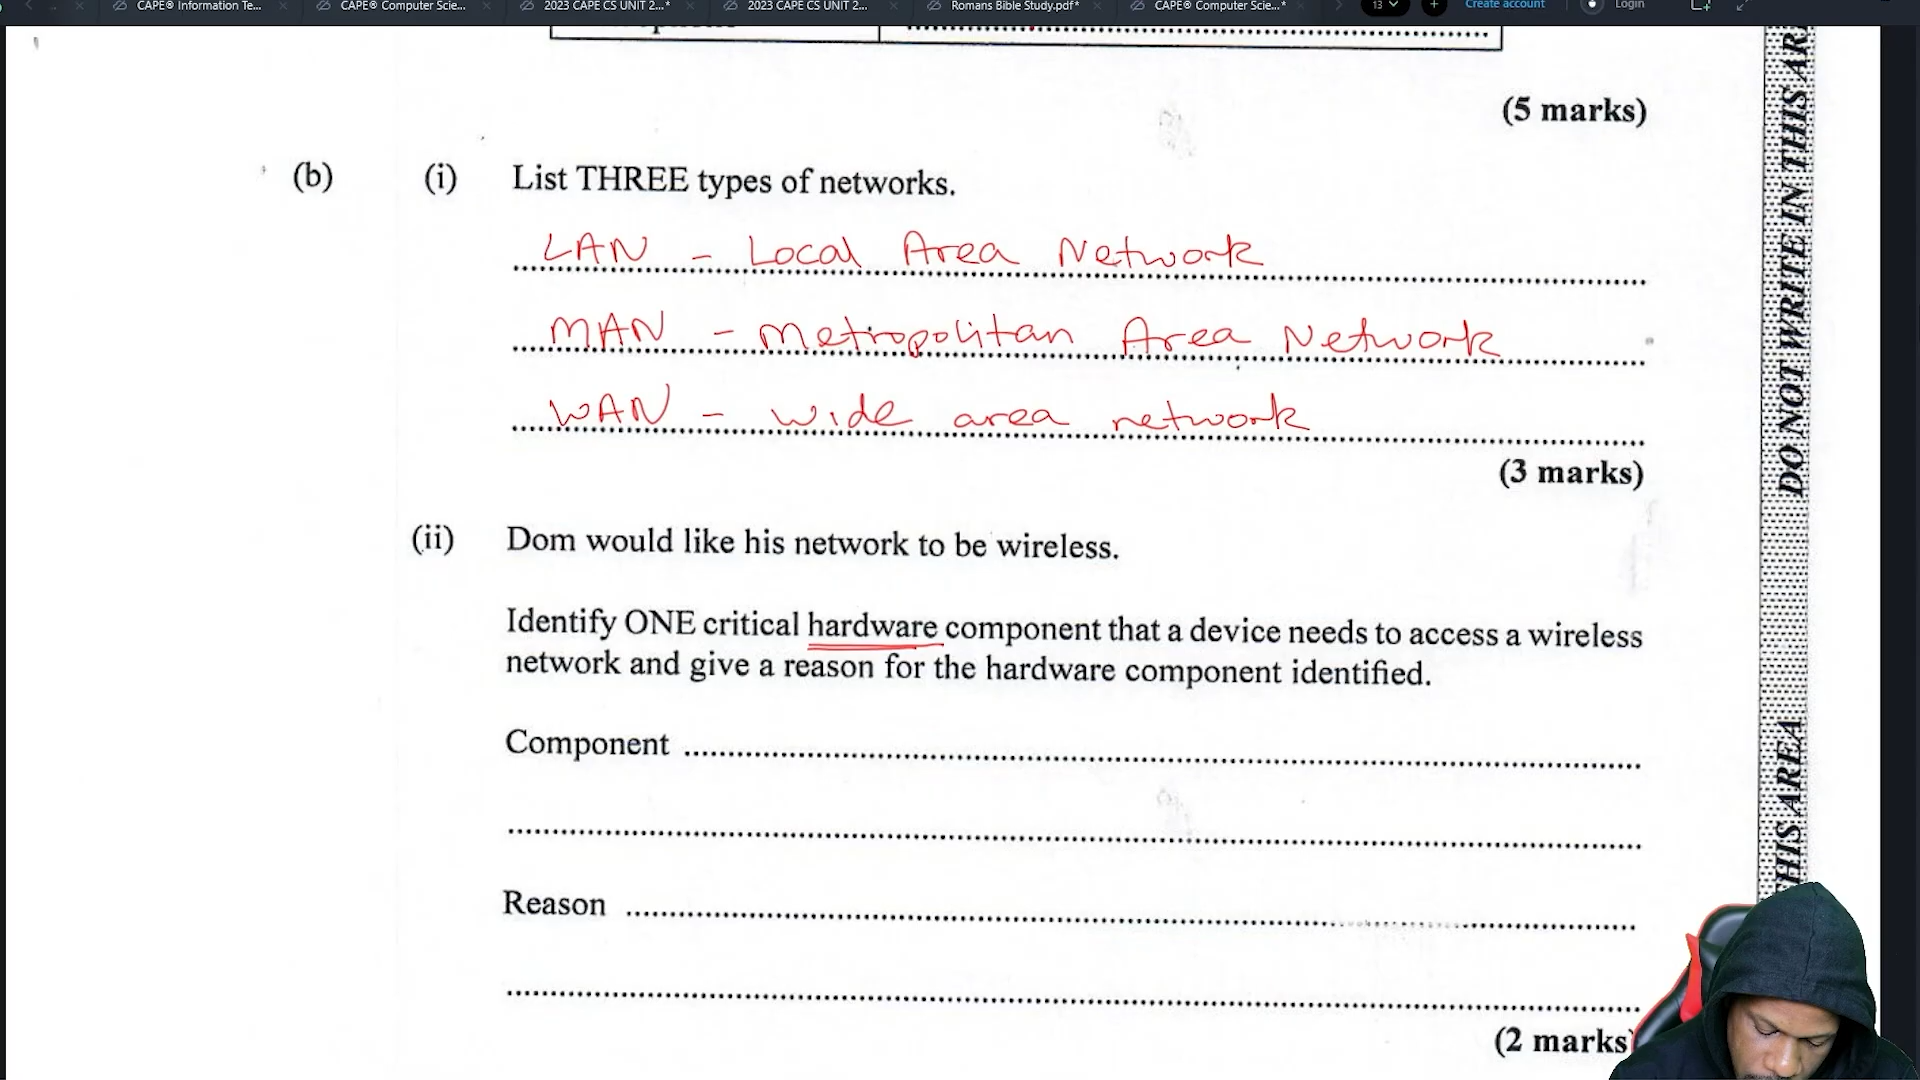 CAPE® Information Te...
CAPE® Computer Scie...
2023 CAPE CS UNIT 2...*
2023 CAPE CS UNIT 2...
Romans Bible Study.pdf*
CAPE® Computer Scie...*
13
Create account
Login
(5 marks)
(b) (i) List THREE types of networks.
LAN - Local Area Network
MAN - Metropolitan Area Network
WAN - wide area network
(3 marks)
(ii) Dom would like his network to be wireless.
Identify ONE critical hardware component that a device needs to access a wireless
network and give a reason for the hardware component identified.
Component
Reason
(2 marks
DO NOT WRITE IN THIS AR
THIS AREA